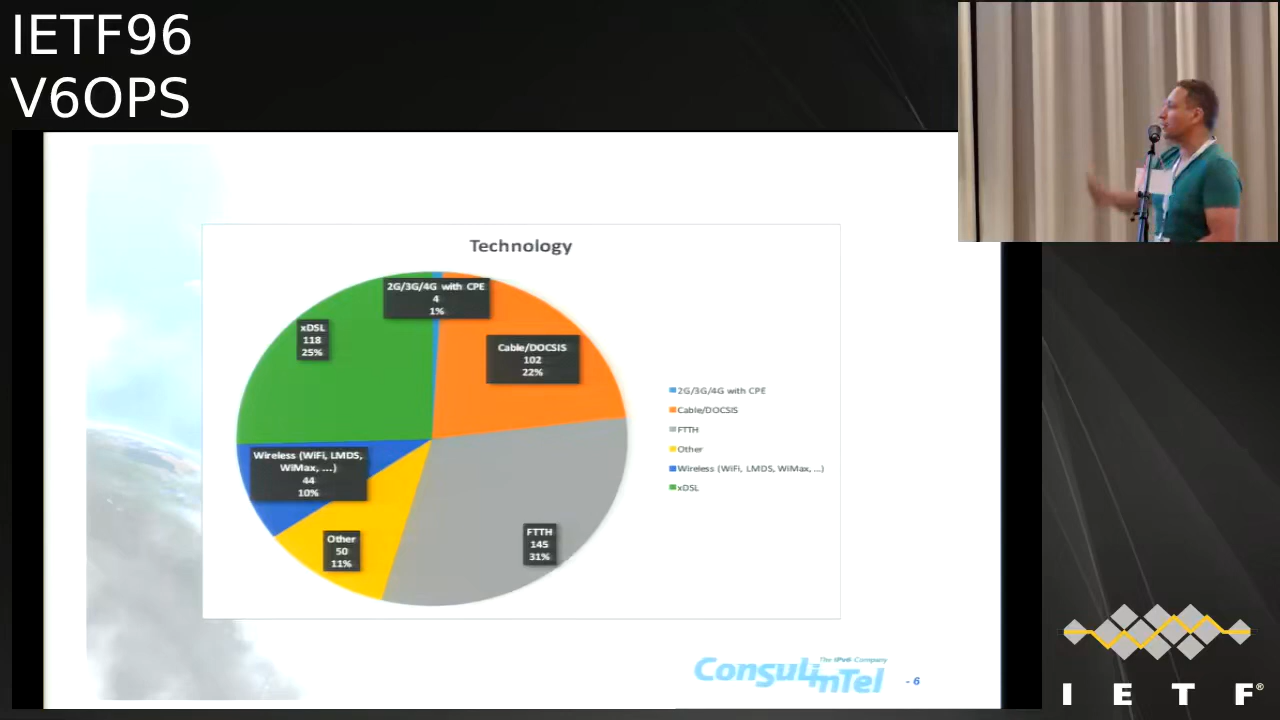 IETF96
V6OPS
Technology
2G/3G/4G with CPE
4
1%
xDSL
118
25%
Cable/DOCSIS
102
22%
Wireless (WiFi, LMDS,
WiMax, ...)
44
10%
Other
50
11%
FTTH
145
31%
2G/3G/4G with CPE
Cable/DOCSIS
FTTH
Other
Wireless (WiFi, LMDS, WiMax, ...)
xDSL
The IPv6 Company
ConsulinTel
- 6
I E T F®